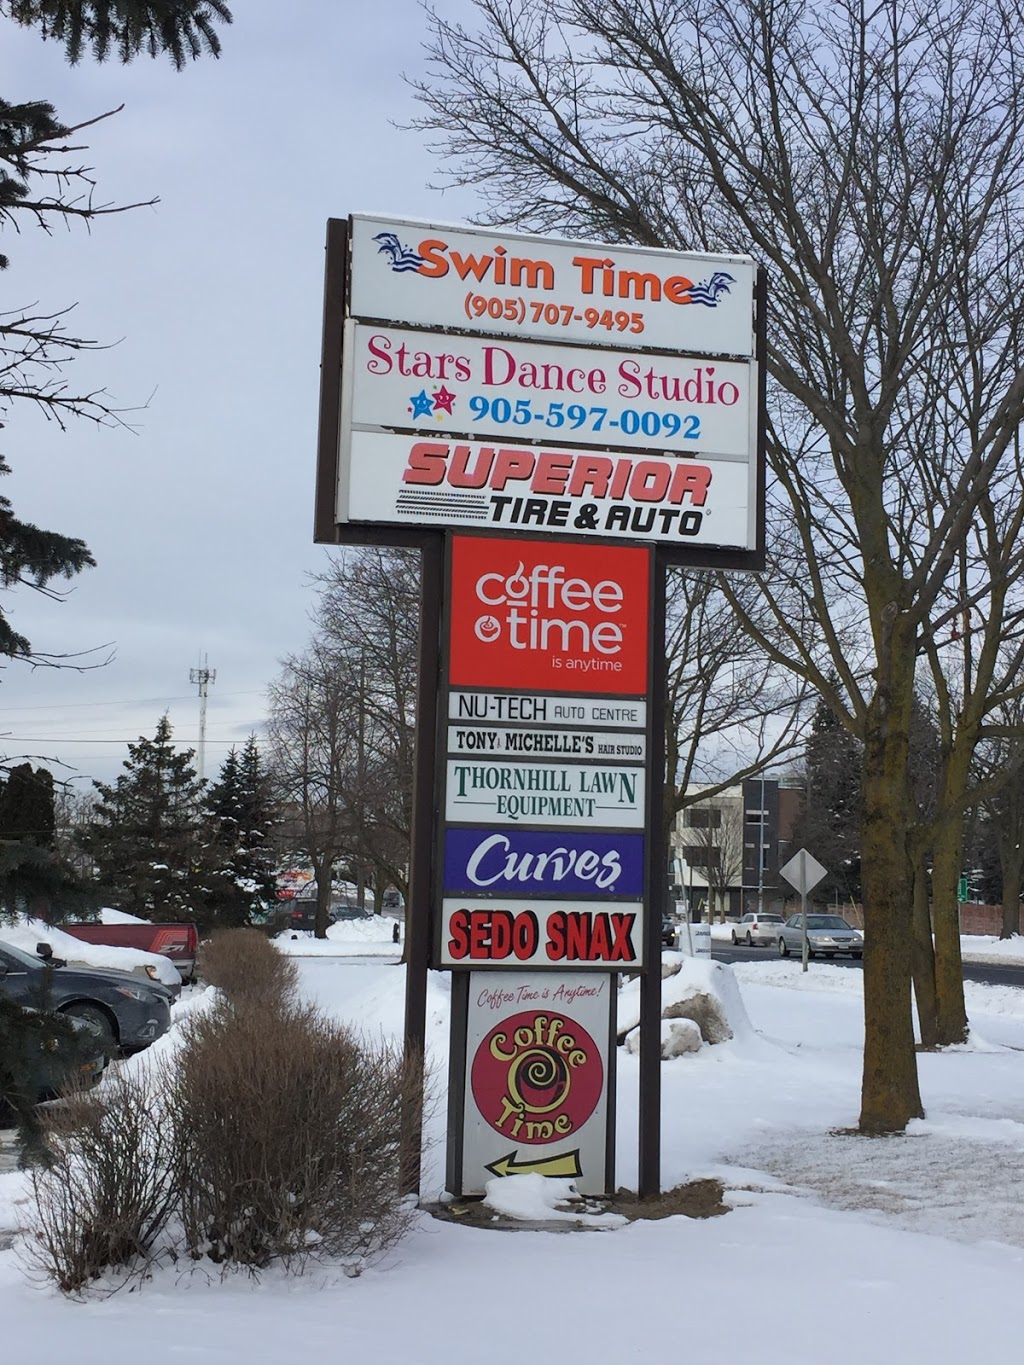 Swim Time
(905) 707-9495
Stars Dance Studio
905-597-0092
SUPERIOR
TIRE & AUTO
coffee
time™
is anytime
NU-TECH AUTO CENTRE
TONY & MICHELLE'S HAIR STUDIO
THORNHILL LAWN
EQUIPMENT
Curves
SEDO SNAX
Coffee Time is Anytime!
Coffee
Time